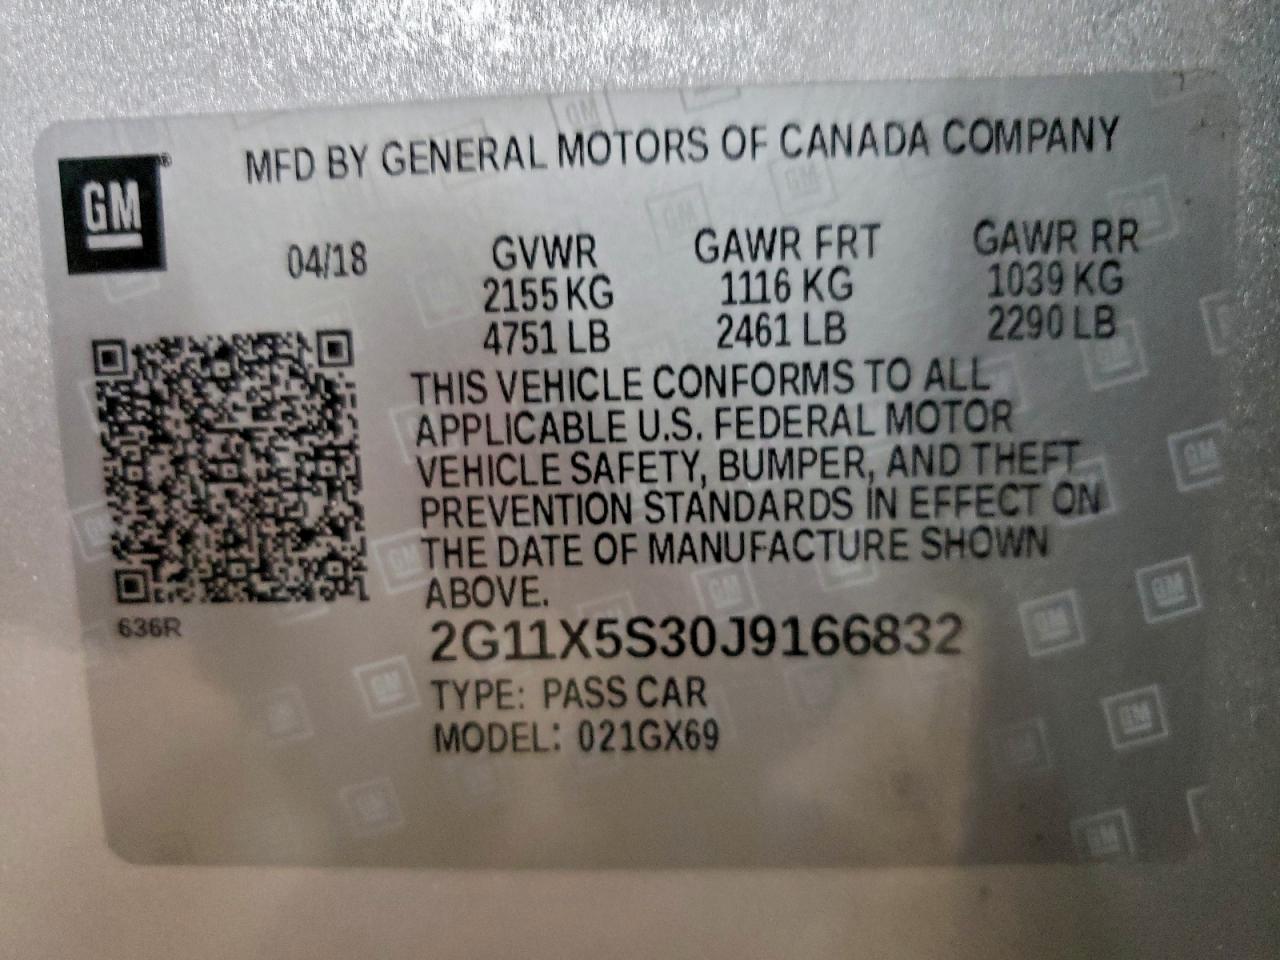 MFD BY GENERAL MOTORS OF CANADA COMPANY
GM ®
04/18 GVWR GAWR FRT GAWR RR
2155 KG 1116 KG 1039 KG
4751 LB 2461 LB 2290 LB
THIS VEHICLE CONFORMS TO ALL
APPLICABLE U.S. FEDERAL MOTOR
VEHICLE SAFETY, BUMPER, AND THEFT
PREVENTION STANDARDS IN EFFECT ON
THE DATE OF MANUFACTURE SHOWN
ABOVE.
636R
2G11X5S30J9166832
TYPE: PASS CAR
MODEL: 021GX69